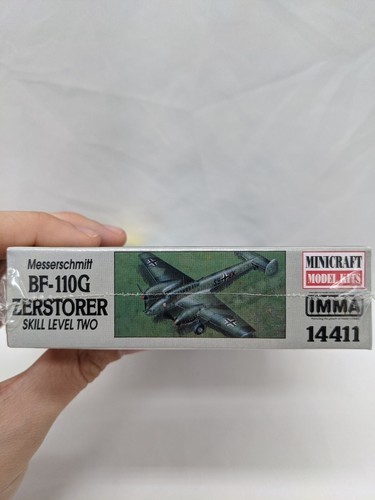 Messerschmitt
BF-110G
ZERSTORER
SKILL LEVEL TWO
MINICRAFT
MODEL KITS
IMMA
14411